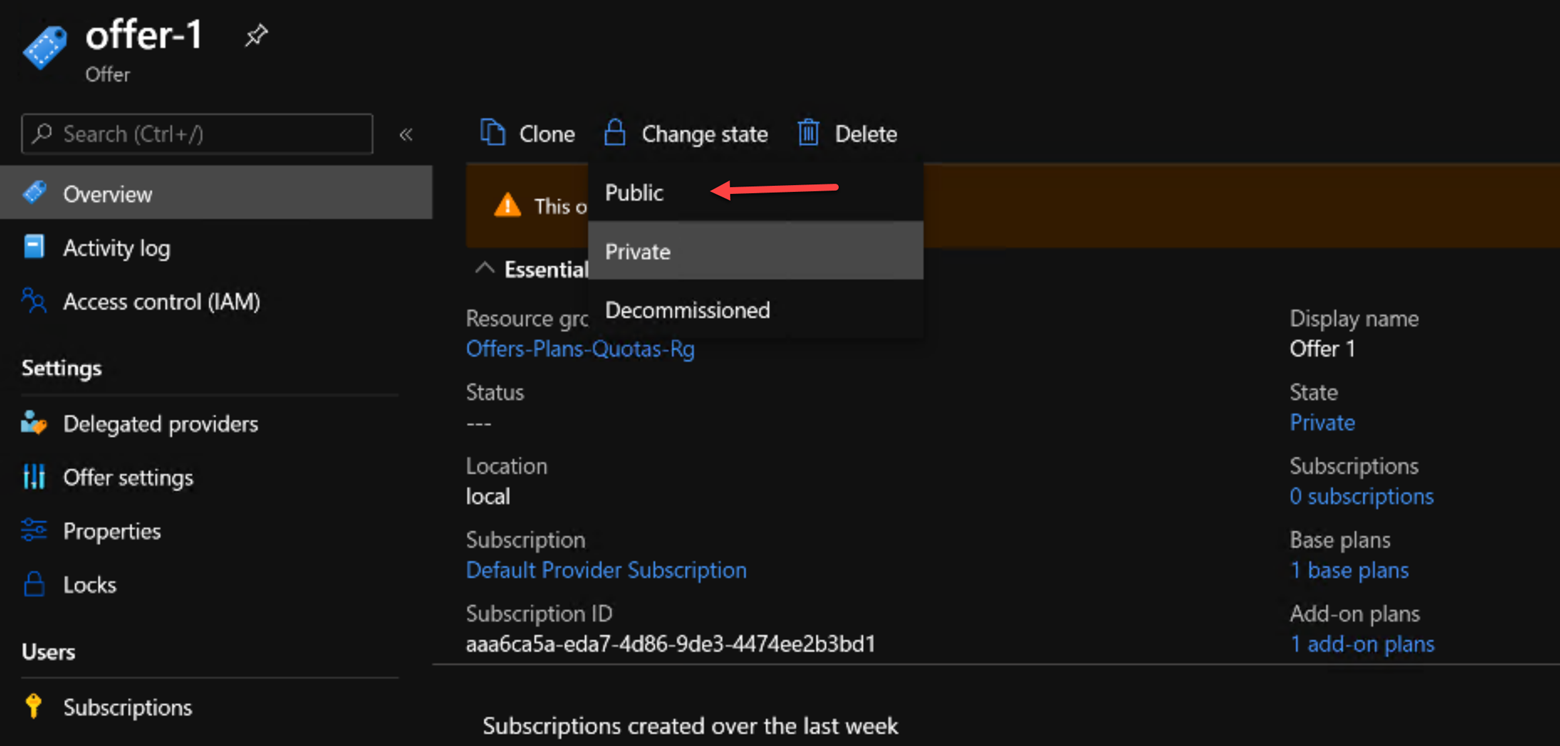 offer-1
Offer
Search (Ctrl+/)
«
Overview
Activity log
Access control (IAM)
Settings
Delegated providers
Offer settings
Properties
Locks
Users
Subscriptions
Clone
Change state
Delete
Public
Private
Decommissioned
This o
Essential
Resource gro
Offers-Plans-Quotas-Rg
Status
---
Location
local
Subscription
Default Provider Subscription
Subscription ID
aaa6ca5a-eda7-4d86-9de3-4474ee2b3bd1
Display name
Offer 1
State
Private
Subscriptions
0 subscriptions
Base plans
1 base plans
Add-on plans
1 add-on plans
Subscriptions created over the last week